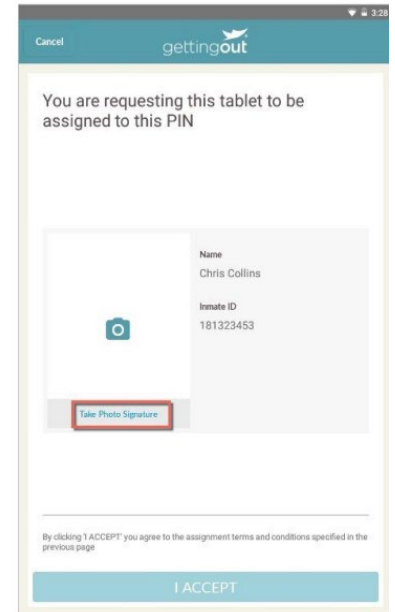 3:28
Cancel
gettingout
You are requesting this tablet to be
assigned to this PIN
Name
Chris Collins
Inmate ID
181323453
Take Photo Signature
By clicking 'I ACCEPT' you agree to the assignment terms and conditions specified in the
previous page
I ACCEPT